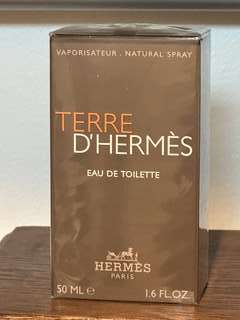 VAPORISATEUR . NATURAL SPRAY
TERRE
D'HERMÈS
EAU DE TOILETTE
HERMÈS
PARIS
50 ML ℮ 1.6 FL.OZ